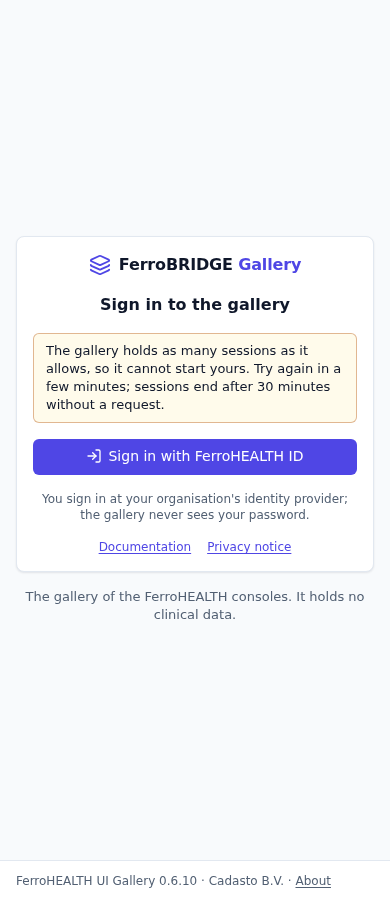 FerroBRIDGE Gallery
Sign in to the gallery
The gallery holds as many sessions as it
allows, so it cannot start yours. Try again in a
few minutes; sessions end after 30 minutes
without a request.
Sign in with FerroHEALTH ID
You sign in at your organisation's identity provider;
the gallery never sees your password.
Documentation Privacy notice
The gallery of the FerroHEALTH consoles. It holds no
clinical data.
FerroHEALTH UI Gallery 0.6.10 · Cadasto B.V. · About